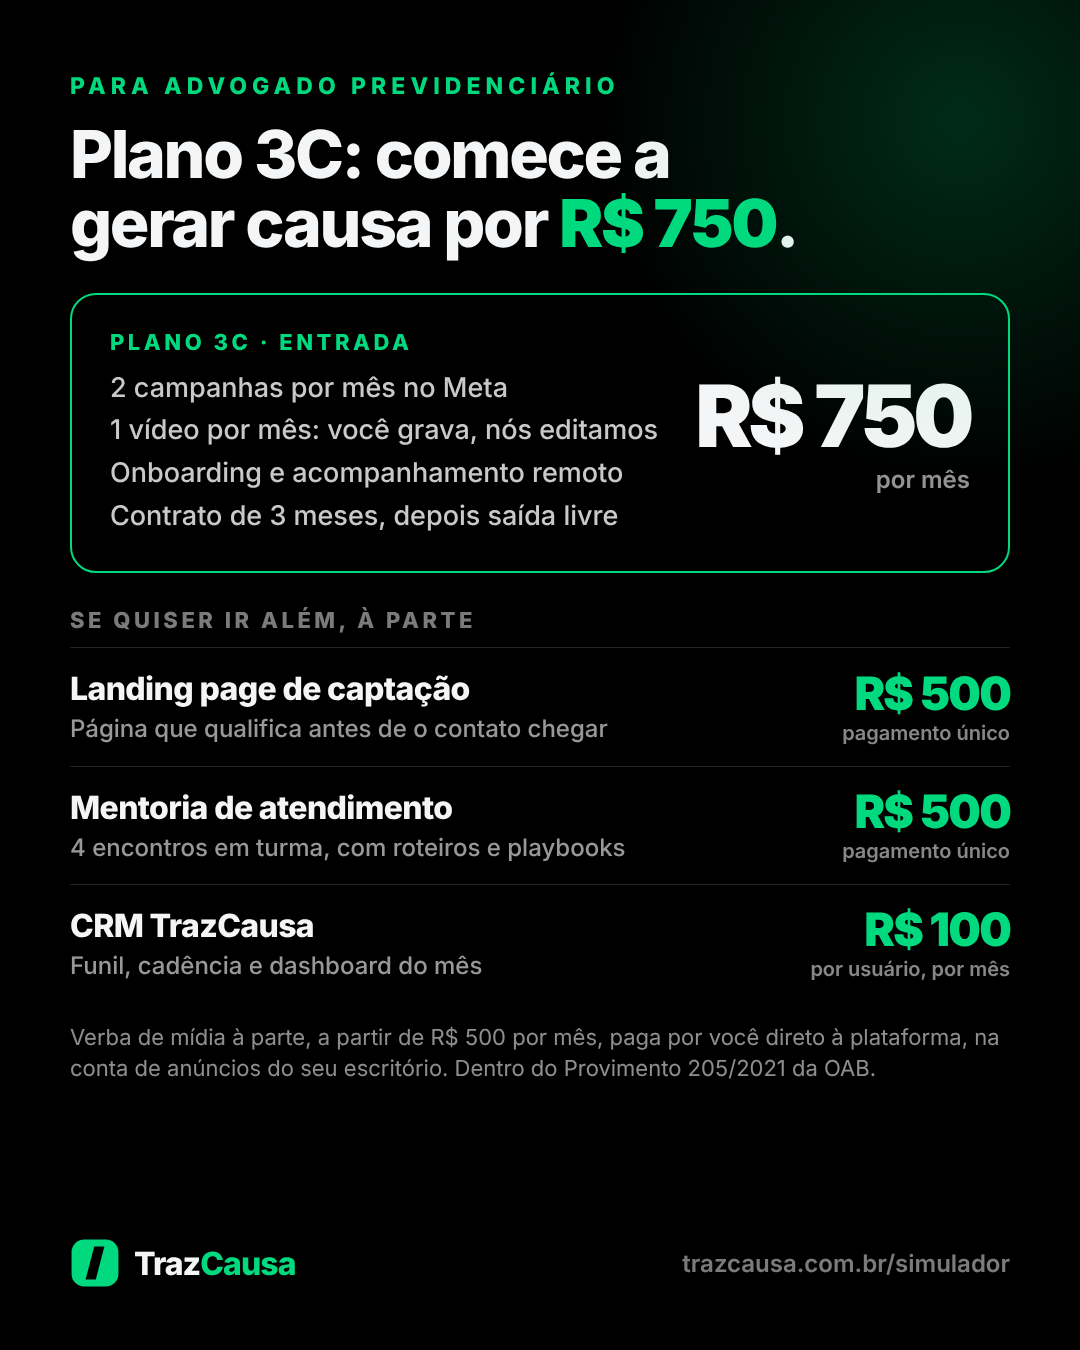 PARA ADVOGADO PREVIDENCIÁRIO
Plano 3C: comece a
gerar causa por R$ 750.
PLANO 3C · ENTRADA
2 campanhas por mês no Meta
1 vídeo por mês: você grava, nós editamos
Onboarding e acompanhamento remoto
Contrato de 3 meses, depois saída livre
R$ 750
por mês
SE QUISER IR ALÉM, À PARTE
Landing page de captação
Página que qualifica antes de o contato chegar
R$ 500
pagamento único
Mentoria de atendimento
4 encontros em turma, com roteiros e playbooks
R$ 500
pagamento único
CRM TrazCausa
Funil, cadência e dashboard do mês
R$ 100
por usuário, por mês
Verba de mídia à parte, a partir de R$ 500 por mês, paga por você direto à plataforma, na
conta de anúncios do seu escritório. Dentro do Provimento 205/2021 da OAB.
TrazCausa
trazcausa.com.br/simulador